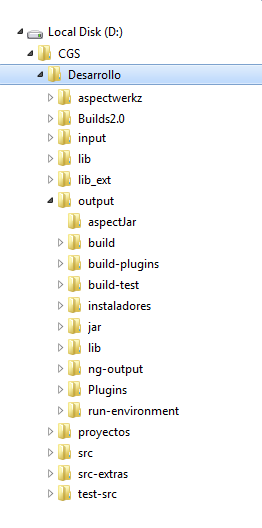 Local Disk (D:)
CGS
Desarrollo
aspectwerkz
Builds2.0
input
lib
lib_ext
output
aspectJar
build
build-plugins
build-test
instaladores
jar
lib
ng-output
Plugins
run-environment
proyectos
src
src-extras
test-src